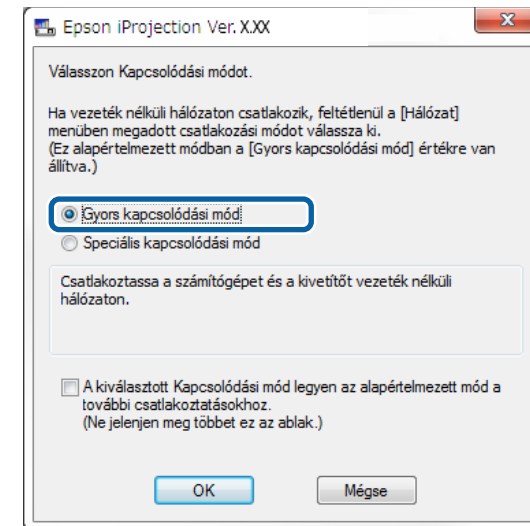 Epson iProjection Ver. X.XX
Válasszon Kapcsolódási módot.
Ha vezeték nélküli hálózaton csatlakozik, feltétlenül a [Hálózat]
menüben megadott csatlakozási módot válassza ki.
(Ez alapértelmezett módban a [Gyors kapcsolódási mód] értékre van
állítva.)
Gyors kapcsolódási mód
Speciális kapcsolódási mód
Csatlakoztassa a számítógépet és a kivetítőt vezeték nélküli
hálózaton.
A kiválasztott Kapcsolódási mód legyen az alapértelmezett mód a
további csatlakoztatásokhoz.
(Ne jelenjen meg többet ez az ablak.)
OK Mégse